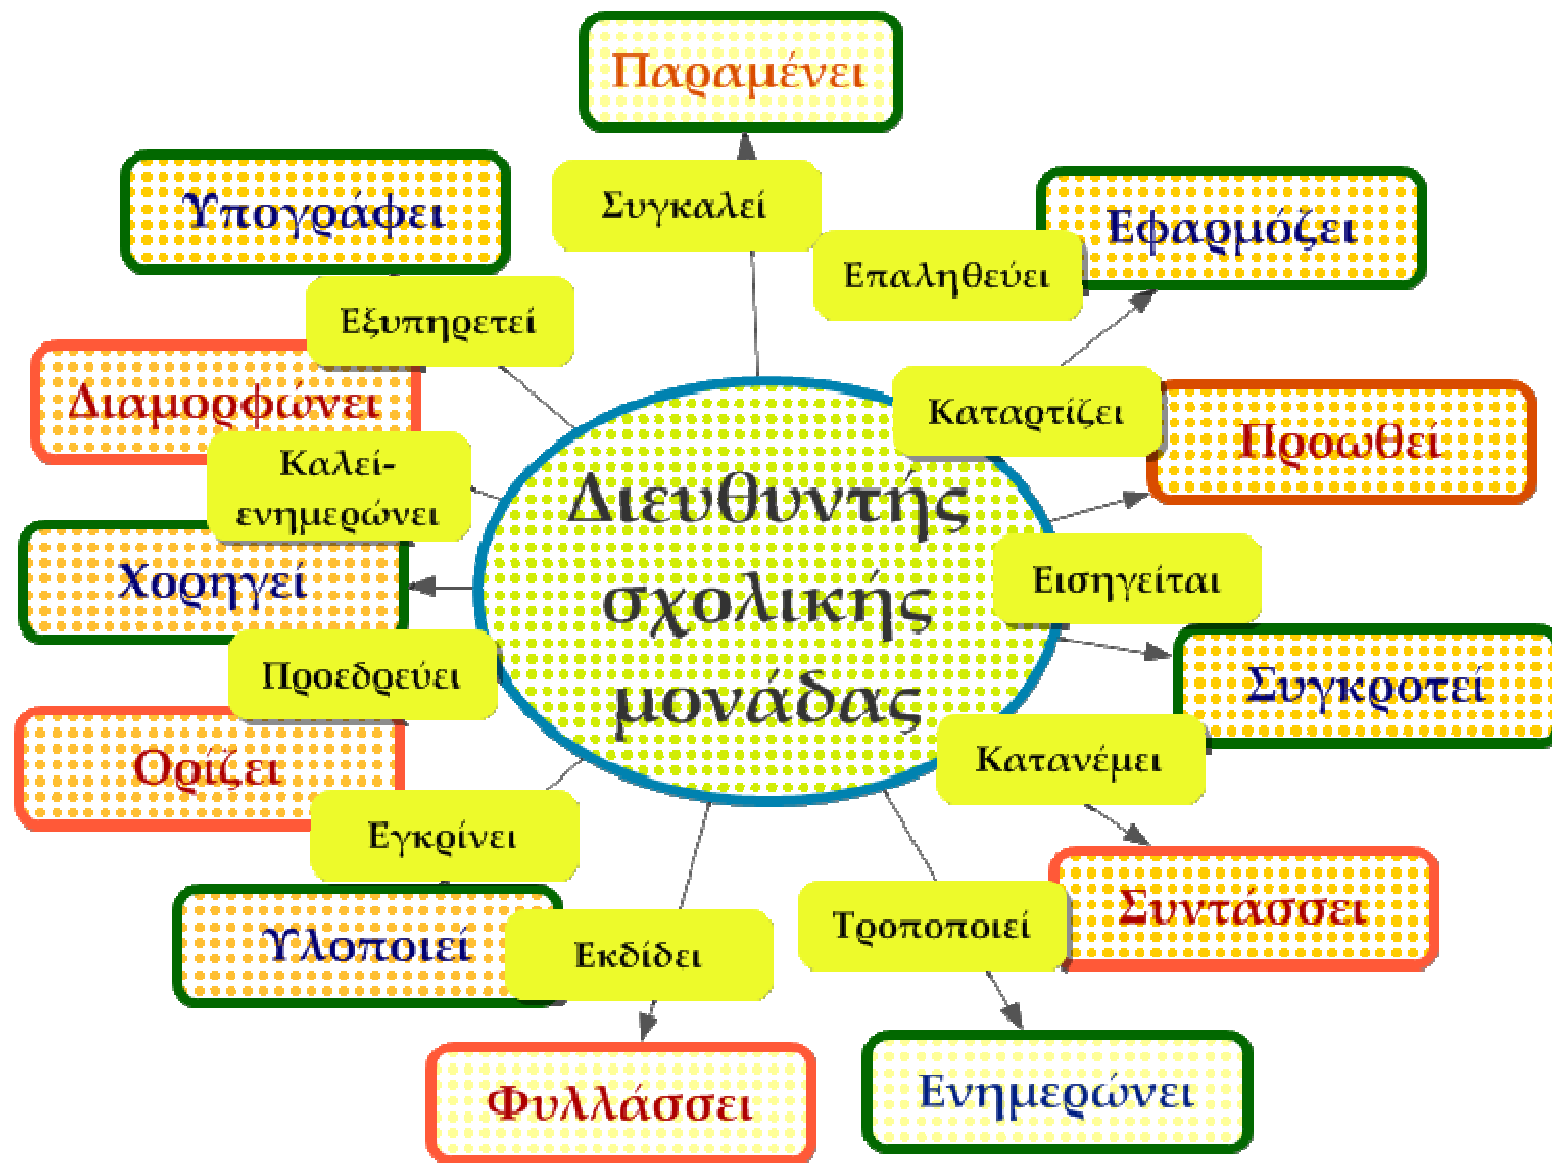 Παραμένει
Συγκαλεί
Υπογράφει
Εφαρμόζει
Επαληθεύει
Εξυπηρετεί
Διαμορφώνει
Καταρτίζει
Προωθεί
Καλεί-
ενημερώνει
Διευθυντής
σχολικής
μονάδας
Χορηγεί
Εισηγείται
Προεδρεύει
Συγκροτεί
Ορίζει
Κατανέμει
Εγκρίνει
Συντάσσει
Υλοποιεί
Εκδίδει
Τροποποιεί
Φυλλάσσει
Ενημερώνει